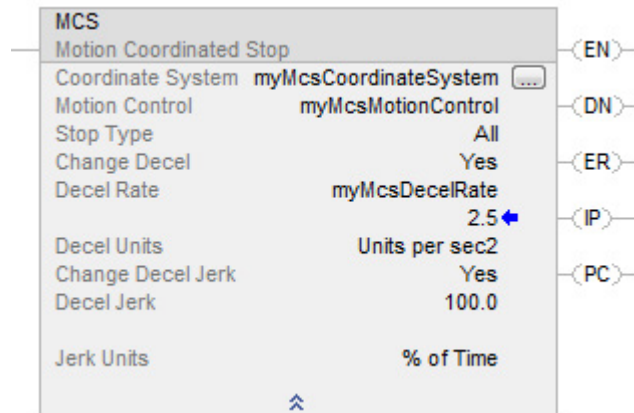 MCS
Motion Coordinated Stop (EN)
Coordinate System myMcsCoordinateSystem ...
Motion Control myMcsMotionControl (DN)
Stop Type All
Change Decel Yes (ER)
Decel Rate myMcsDecelRate
2.5 (IP)
Decel Units Units per sec2
Change Decel Jerk Yes (PC)
Decel Jerk 100.0
Jerk Units % of Time